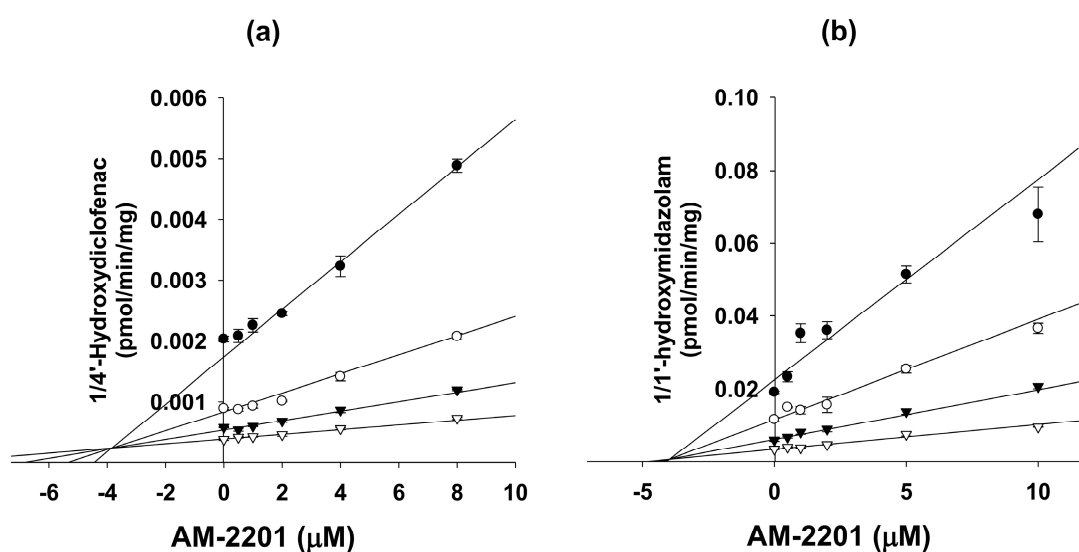 (a)
(b)
0.006
0.005
0.004
0.003
0.002
0.001
1/4'-Hydroxydiclofenac
(pmol/min/mg)
-6 -4 -2 0 2 4 6 8 10
AM-2201 (μM)
0.10
0.08
0.06
0.04
0.02
1/1'-hydroxymidazolam
(pmol/min/mg)
-5 0 5 10
AM-2201 (μM)